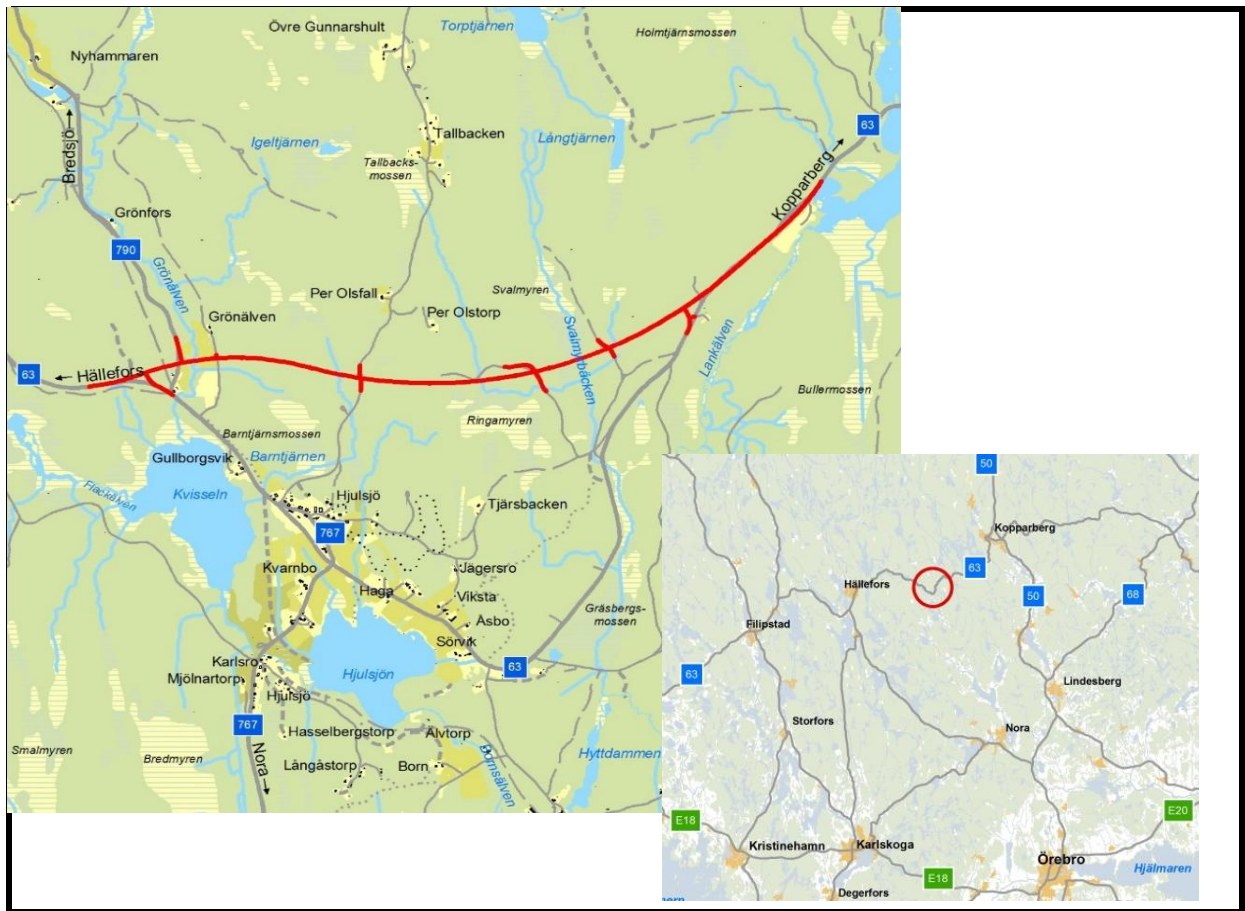 Övre Gunnarshult
Torptjärnen
Holmtjärnsmossen
Nyhammaren
63
Tallbacken
Långtjärnen
Igeltjärnen
Bredsjö
Tallbacks-
mossen
Kopparberg
Grönfors
790
Grönälven
Per Olsfall
Svalmyren
Per Olstorp
Grönälven
Svalmyrbäcken
Lankälven
63
Hällefors
Bullermossen
Ringamyren
Barntjärnsmossen
Gullborgsvik
Barntjärnen
Kvisseln
Flackälven
Hjulsjö
Tjärsbacken
767
Kvarnbo
Jägersro
Haga
Viksta
Åsbo
Gräsbergs-
mossen
Sörvik
Karlsro
Mjölnartorp
Hjulsjön
63
Hjulsjö
767
Nora
Hasselbergstorp
Älvtorp
Smalmyren
Bredmyren
Långåstorp
Born
Bornsälven
Hyttdammen
50
Kopparberg
63
Hällefors
50
68
Filipstad
63
Lindesberg
Storfors
Nora
E18
E20
Kristinehamn
Karlskoga
Örebro
Hjälmaren
E18
Degerfors